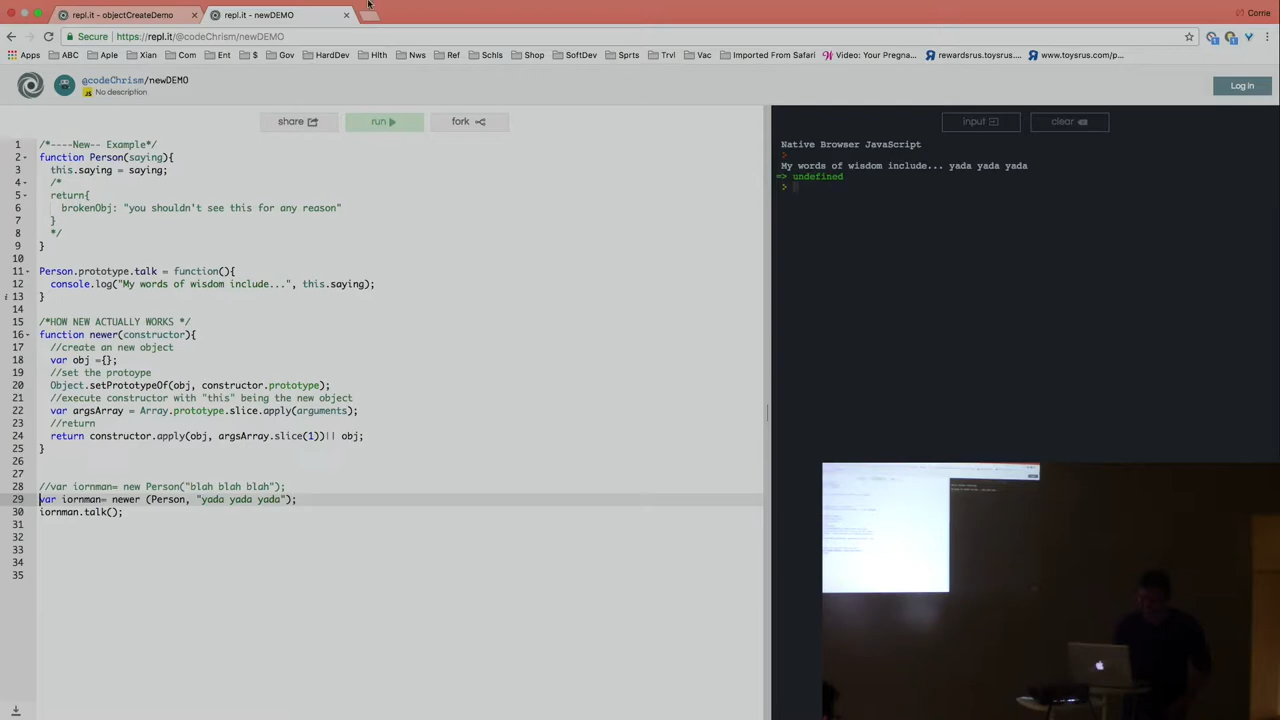 repl.it - objectCreateDemo
repl.it - newDEMO
Corrie
Secure
https://repl.it/@codeChrism/newDEMO
Apps ABC Aple Xian Com Ent $ HardDev Hlth Nws Ref Schls Shop SoftDev Sprts Trvl Vac Imported From Safari Video: Your Pregna... rewardsrus.toysrus.... www.toysrus.com/p...
@codeChrism/newDEMO
No description
Log In
share run fork
input clear
1 /*----New-- Example*/
2 function Person(saying){
3 this.saying = saying;
4 /*
5 return{
6 brokenObj: "you shouldn't see this for any reason"
7 }
8 */
9 }
10
11 Person.prototype.talk = function(){
12 console.log("My words of wisdom include...", this.saying);
13 }
14
15 /*HOW NEW ACTUALLY WORKS */
16 function newer(constructor){
17 //create an new object
18 var obj ={};
19 //set the protoype
20 Object.setPrototypeOf(obj, constructor.prototype);
21 //execute constructor with "this" being the new object
22 var argsArray = Array.prototype.slice.apply(arguments);
23 //return
24 return constructor.apply(obj, argsArray.slice(1))|| obj;
25 }
26
27
28 //var iornman= new Person("blah blah blah");
29 var iornman= newer (Person, "yada yada yada");
30 iornman.talk();
31
32
33
34
35
Native Browser JavaScript
>
My words of wisdom include... yada yada yada
=> undefined
>